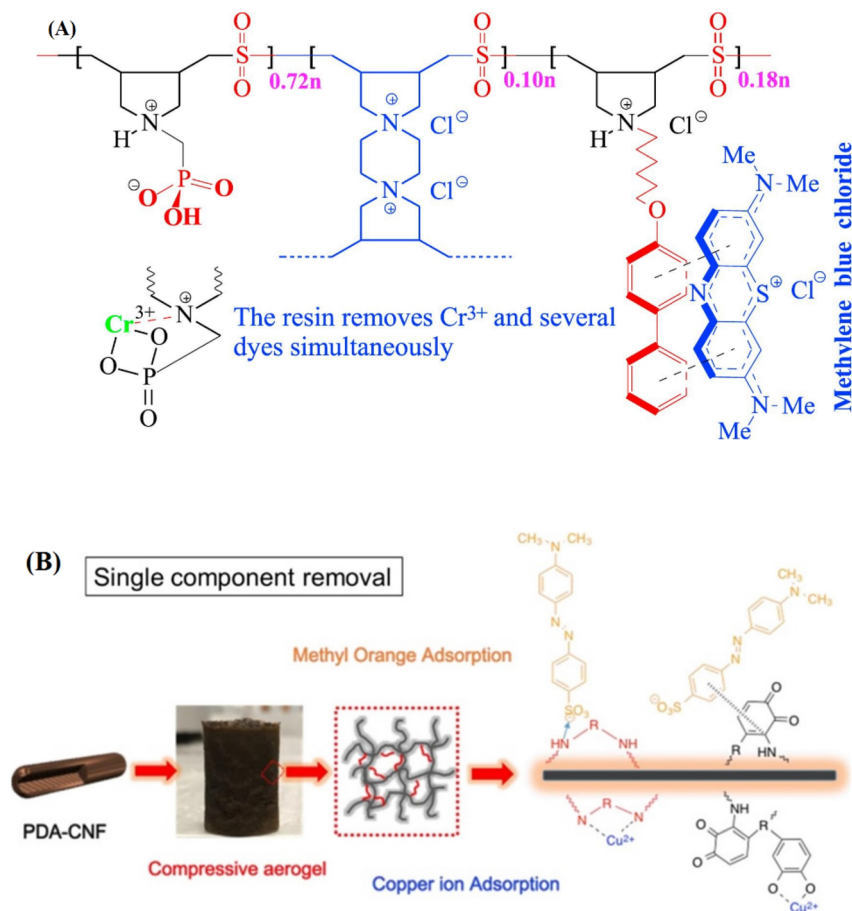 (A)
O O O
S S S
O O O
0.72n 0.10n 0.18n
N⊕ H
N⊕ Cl⊖
N⊕ Cl⊖
N⊕ H Cl⊖
⊖O P O
OH
O
Me N Me
N S⊕ Cl⊖
Me N Me
Methylene blue chloride
Cr3+ N⊕
O O
P
O
The resin removes Cr3+ and several
dyes simultaneously
(B)
Single component removal
CH3 CH3
N
N N
⊖SO3
CH3
N CH3
N N
⊖O3S
Methyl Orange Adsorption
HN R NH
O O
R HN
PDA-CNF
Compressive aerogel
Copper ion Adsorption
N R N
Cu2+
NH
O O R
O O
Cu2+